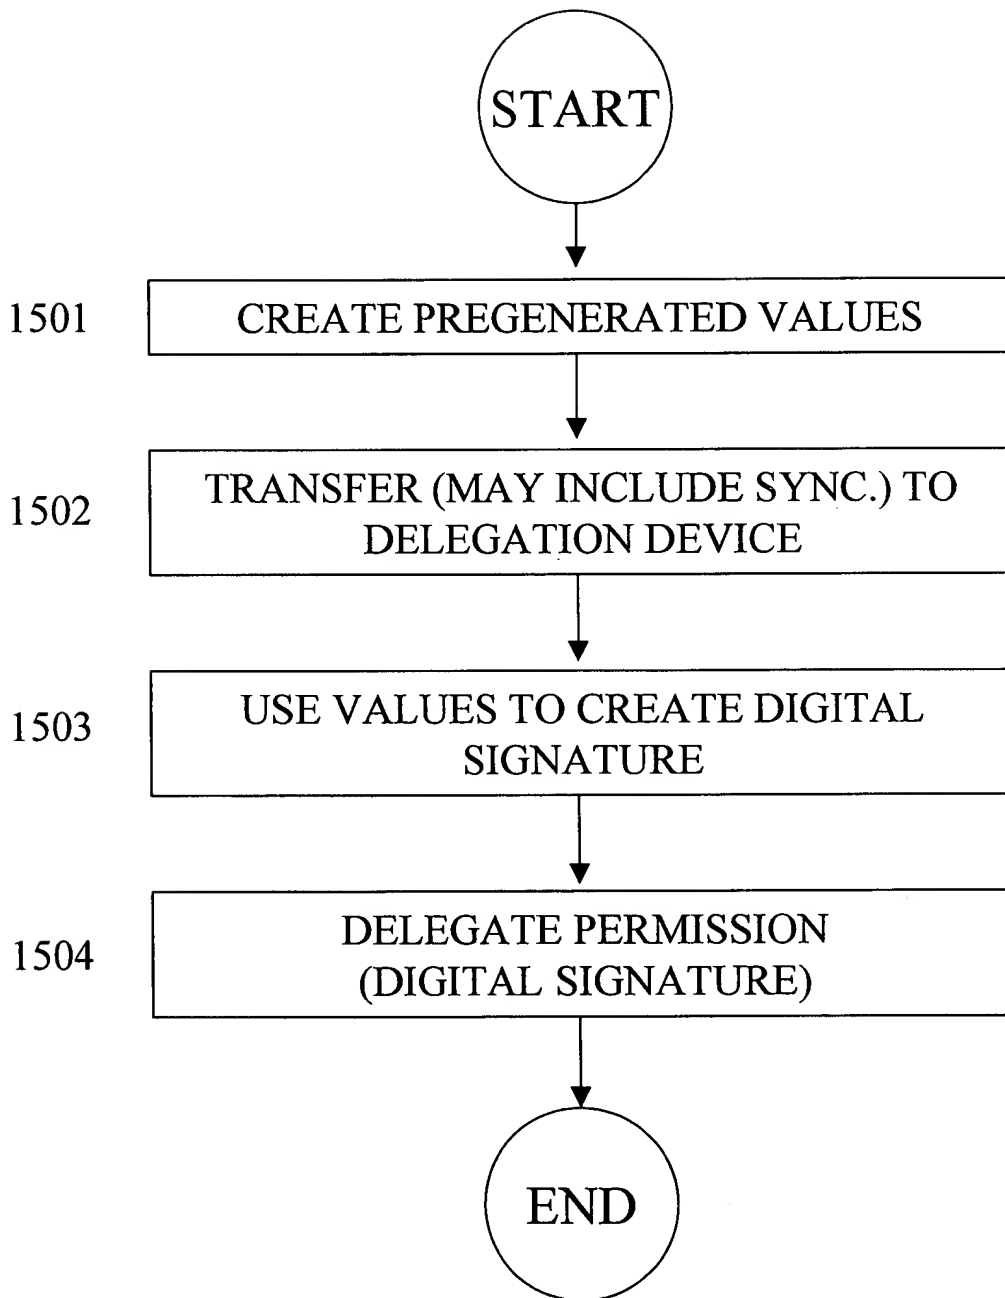 START
1501
CREATE PREGENERATED VALUES
1502
TRANSFER (MAY INCLUDE SYNC.) TO
DELEGATION DEVICE
1503
USE VALUES TO CREATE DIGITAL
SIGNATURE
1504
DELEGATE PERMISSION
(DIGITAL SIGNATURE)
END